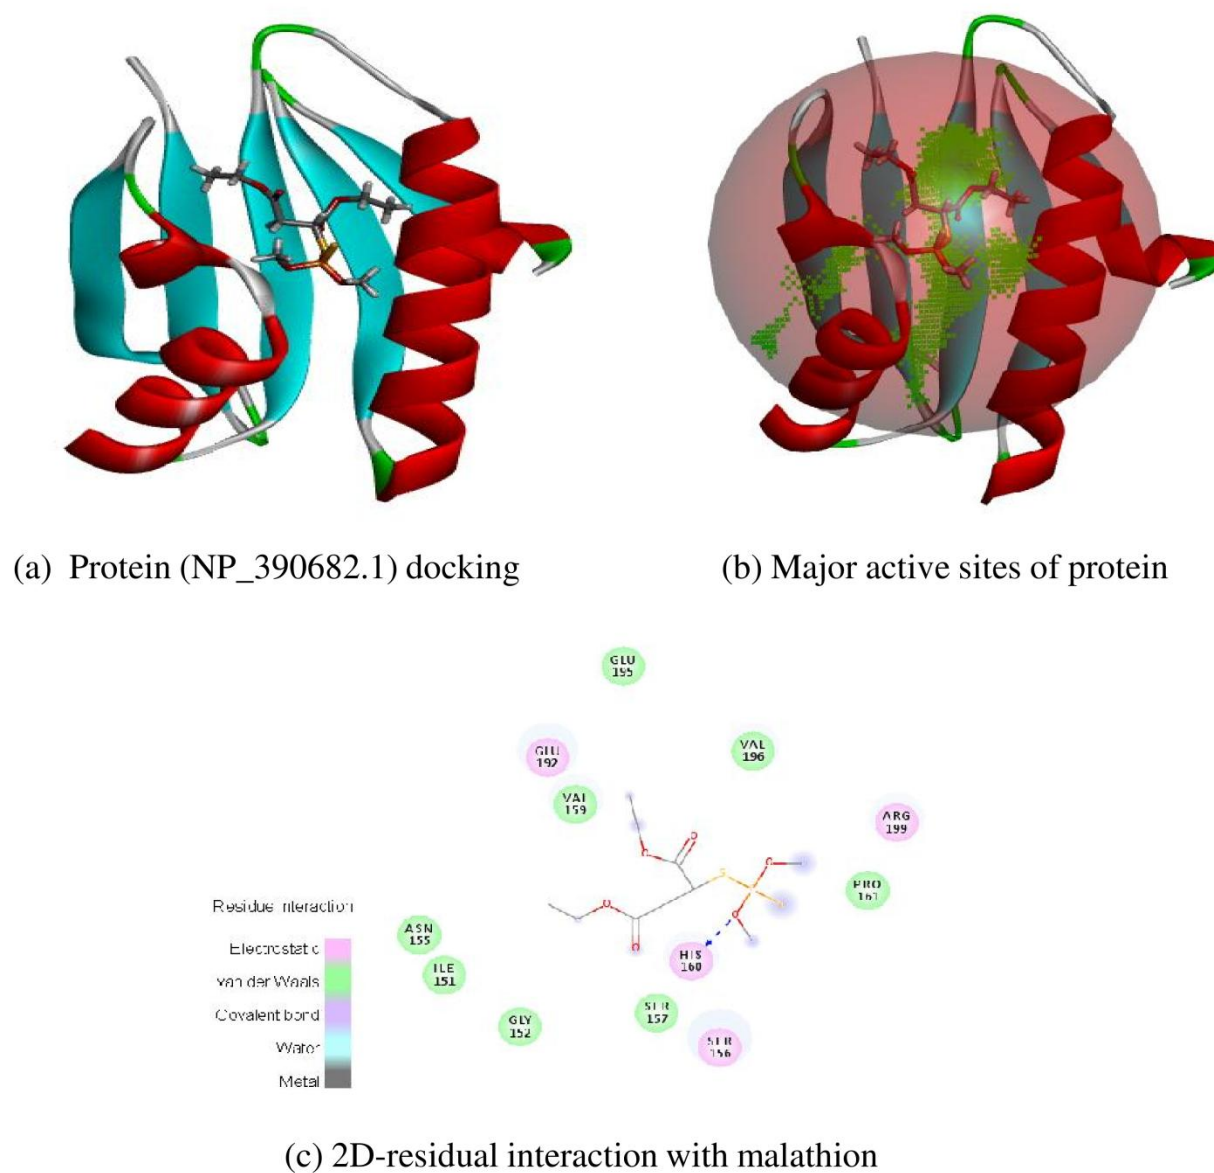 (a) Protein (NP_390682.1) docking
(b) Major active sites of protein
GLU
195
GLU
192
VAL
196
VAL
159
ARG
199
PRO
161
O
O
S
O
O
O
O
ASN
155
ILE
151
HIS
160
GLY
152
SER
157
SER
156
Residue Interaction
Electrostatic
van der Waals
Covalent bond
Water
Metal
(c) 2D-residual interaction with malathion